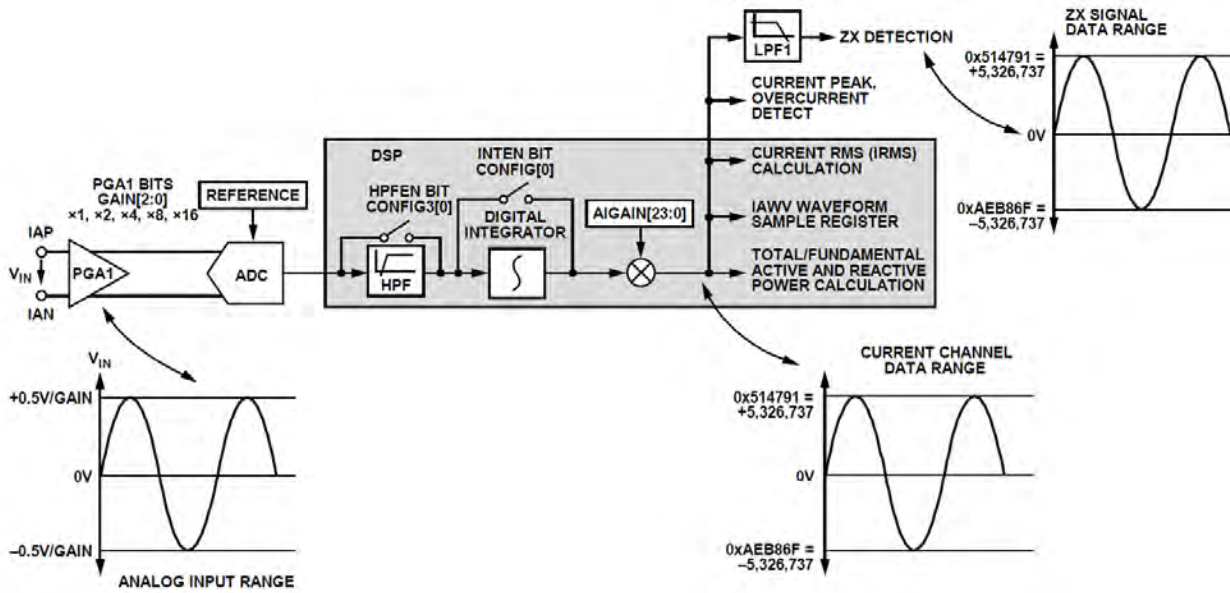 LPF1
ZX DETECTION
ZX SIGNAL
DATA RANGE
0x514791 =
+5,326,737
0V
0xAEB86F =
–5,326,737
CURRENT PEAK,
OVERCURRENT
DETECT
DSP
INTEN BIT
CONFIG[0]
CURRENT RMS (IRMS)
CALCULATION
PGA1 BITS
GAIN[2:0]
×1, ×2, ×4, ×8, ×16
REFERENCE
HPFEN BIT
CONFIG3[0]
DIGITAL
INTEGRATOR
AIGAIN[23:0]
IAWV WAVEFORM
SAMPLE REGISTER
IAP
VIN
IAN
PGA1
ADC
HPF
∫
TOTAL/FUNDAMENTAL
ACTIVE AND REACTIVE
POWER CALCULATION
VIN
+0.5V/GAIN
0V
–0.5V/GAIN
ANALOG INPUT RANGE
CURRENT CHANNEL
DATA RANGE
0x514791 =
+5,326,737
0V
0xAEB86F =
–5,326,737